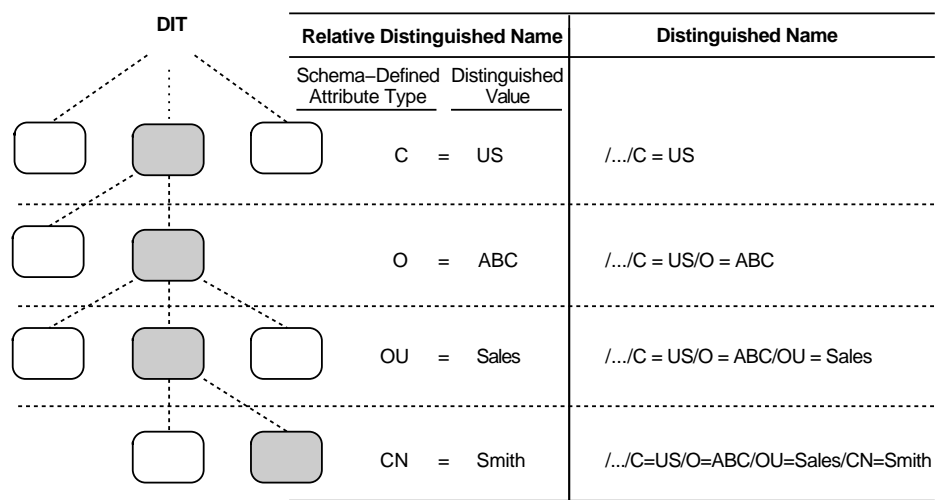 DIT
Relative Distinguished Name
Distinguished Name
Schema–Defined Attribute Type
Distinguished Value
C = US
/.../C = US
O = ABC
/.../C = US/O = ABC
OU = Sales
/.../C = US/O = ABC/OU = Sales
CN = Smith
/.../C=US/O=ABC/OU=Sales/CN=Smith